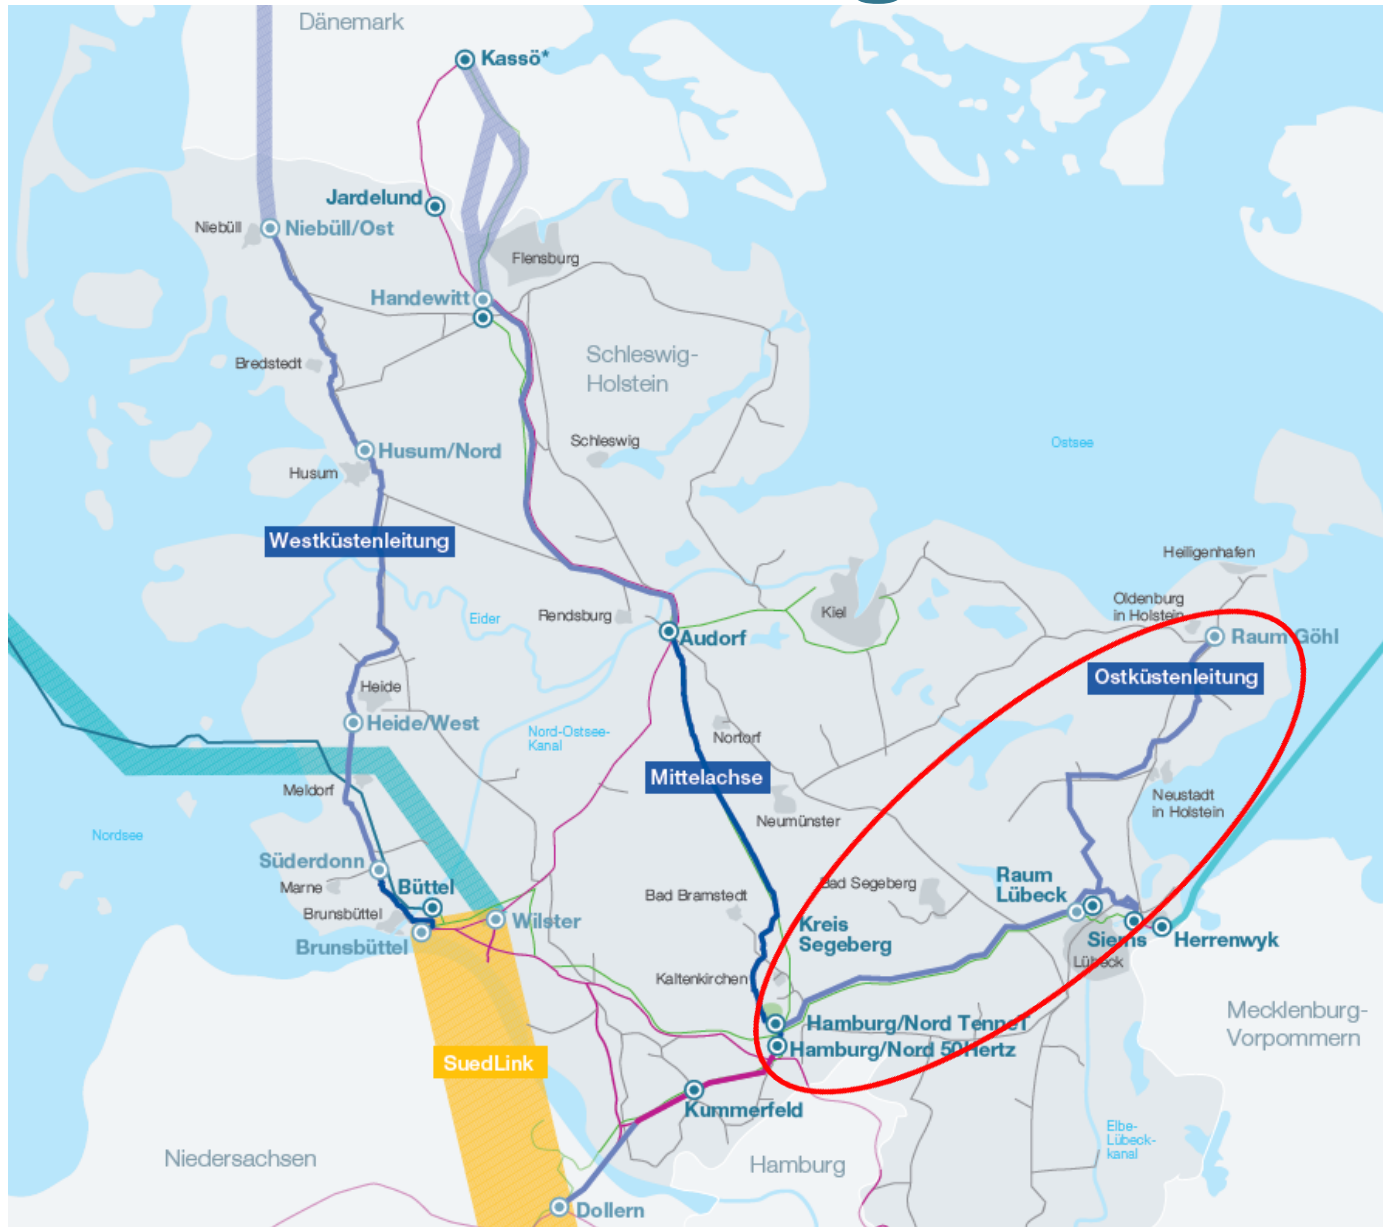 Dänemark
Kassö*
Jardelund
Niebüll
Niebüll/Ost
Flensburg
Handewitt
Schleswig-
Holstein
Bredstedt
Schleswig
Ostsee
Husum/Nord
Husum
Westküstenleitung
Heiligenhafen
Oldenburg
in Holstein
Eider
Rendsburg
Kiel
Audorf
Raum Göhl
Ostküstenleitung
Heide
Heide/West
Nord-Ostsee-
Kanal
Nortorf
Mittelachse
Meldorf
Neustadt
in Holstein
Neumünster
Nordsee
Süderdonn
Marne
Büttel
Bad Bramstedt
Bad Segeberg
Raum
Lübeck
Brunsbüttel
Wilster
Brunsbüttel
Kreis
Segeberg
Siems
Herrenwyk
Lübeck
Kaltenkirchen
Hamburg/Nord TenneT
Hamburg/Nord 50Hertz
Mecklenburg-
Vorpommern
SuedLink
Kummerfeld
Elbe-
Lübeck-
kanal
Niedersachsen
Hamburg
Dollern